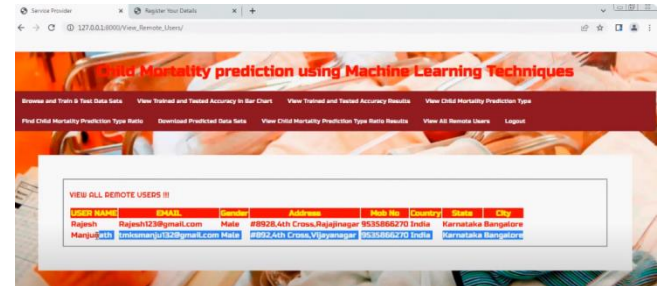 Service Provider
Register Your Details
127.0.0.1:8000/View_Remote_Users/
Child Mortality prediction using Machine Learning Techniques
Browse and Train & Test Data Sets View Trained and Tested Accuracy in Bar Chart View Trained and Tested Accuracy Results View Child Mortality Prediction Type
Find Child Mortality Prediction Type Ratio Download Predicted Data Sets View Child Mortality Prediction Type Ratio Results View All Remote Users Logout
VIEW ALL REMOTE USERS !!!
USER NAME EMAIL Gender Address Mob No Country State City
Rajesh Rajesh123@gmail.com Male #8928,4th Cross,Rajajinagar 9535866270 India Karnataka Bangalore
Manjunath tmksmanju132@gmail.com Male #892,4th Cross,Vijayanagar 9535866270 India Karnataka Bangalore